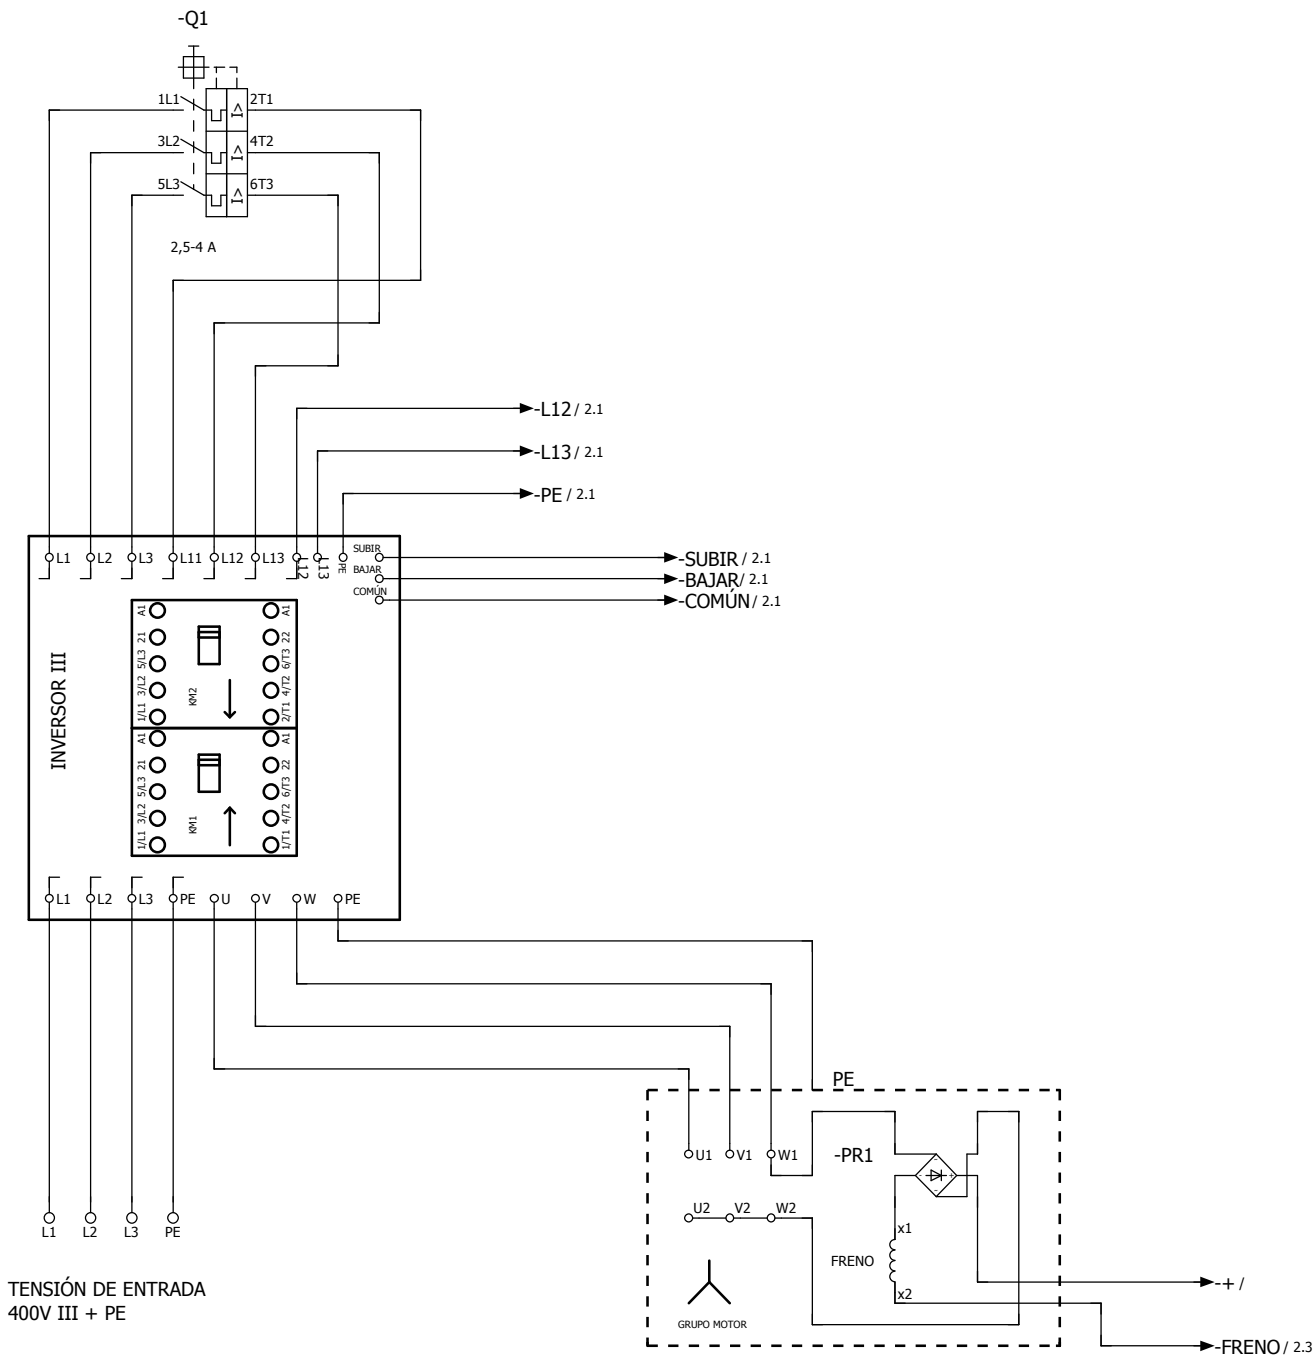 -Q1
1L1
2T1
3L2
4T2
5L3
6T3
I>
I>
I>
2,5-4 A
-L12 / 2.1
-L13 / 2.1
-PE / 2.1
L1
L2
L3
L11
L12
L13
L12
L13
PE
SUBIR
BAJAR
COMÚN
-SUBIR / 2.1
-BAJAR / 2.1
-COMÚN / 2.1
INVERSOR III
A1
21
5/L3
3/L2
1/L1
KM2
A1
22
6/T3
4/T2
2/T1
A1
21
5/L3
3/L2
1/L1
KM1
A1
22
6/T3
4/T2
1/T1
L1
L2
L3
PE
U
V
W
PE
L1
L2
L3
PE
TENSIÓN DE ENTRADA
400V III + PE
PE
U1
V1
W1
-PR1
U2
V2
W2
x1
FRENO
x2
GRUPO MOTOR
-+ /
-FRENO / 2.3